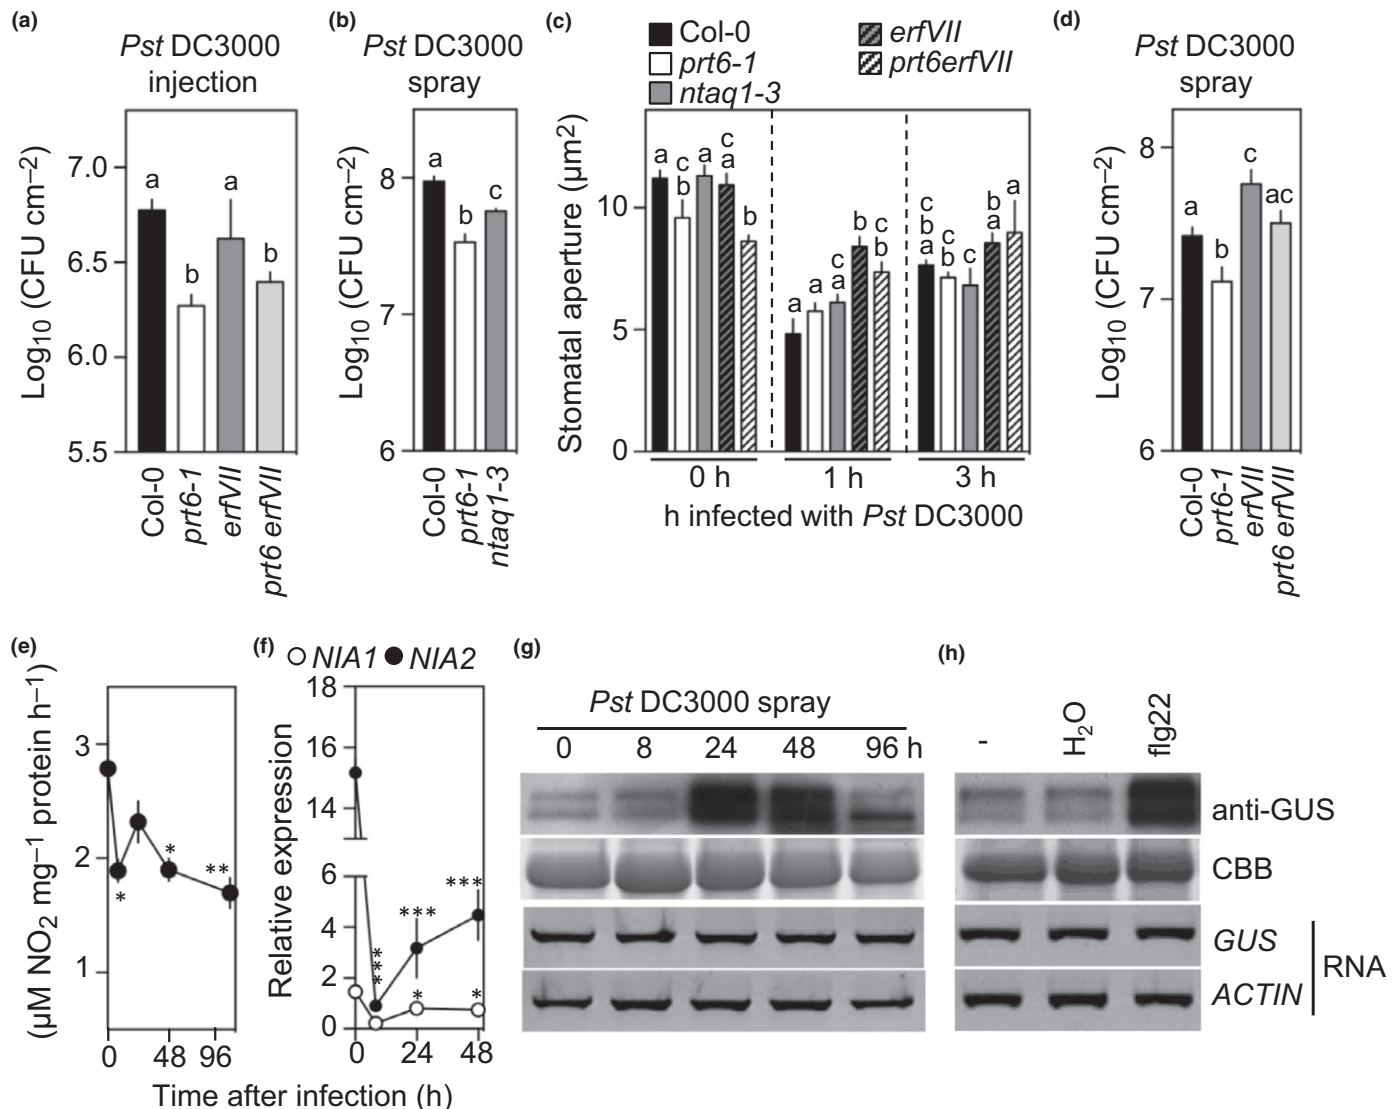 (a)
Pst DC3000
injection
Log₁₀ (CFU cm⁻²)
7.0
6.5
6.0
5.5
a
b
a
b
Col-0
prt6-1
erfVII
prt6 erfVII
(b)
Pst DC3000
spray
Log₁₀ (CFU cm⁻²)
8
7
6
a
b
c
Col-0
prt6-1
ntaq1-3
(c)
Col-0
prt6-1
ntaq1-3
erfVII
prt6erfVII
Stomatal aperture (µm²)
10
5
0
a
c
b
a
c
a
b
a
a
c
a
b
c
b
c
b
a
c
b
c
b
a
a
0 h
1 h
3 h
h infected with Pst DC3000
(d)
Pst DC3000
spray
Log₁₀ (CFU cm⁻²)
8
7
6
a
b
c
ac
Col-0
prt6-1
erfVII
prt6 erfVII
(e)
(µM NO₂ mg⁻¹ protein h⁻¹)
3
2
1
*
*
**
0 48 96
(f)
NIA1 NIA2
Relative expression
18
16
14
6
4
2
0
***
***
***
*
*
0 24 48
Time after infection (h)
(g)
Pst DC3000 spray
0 8 24 48 96 h
(h)
-
H₂O
flg22
anti-GUS
CBB
GUS
ACTIN
RNA